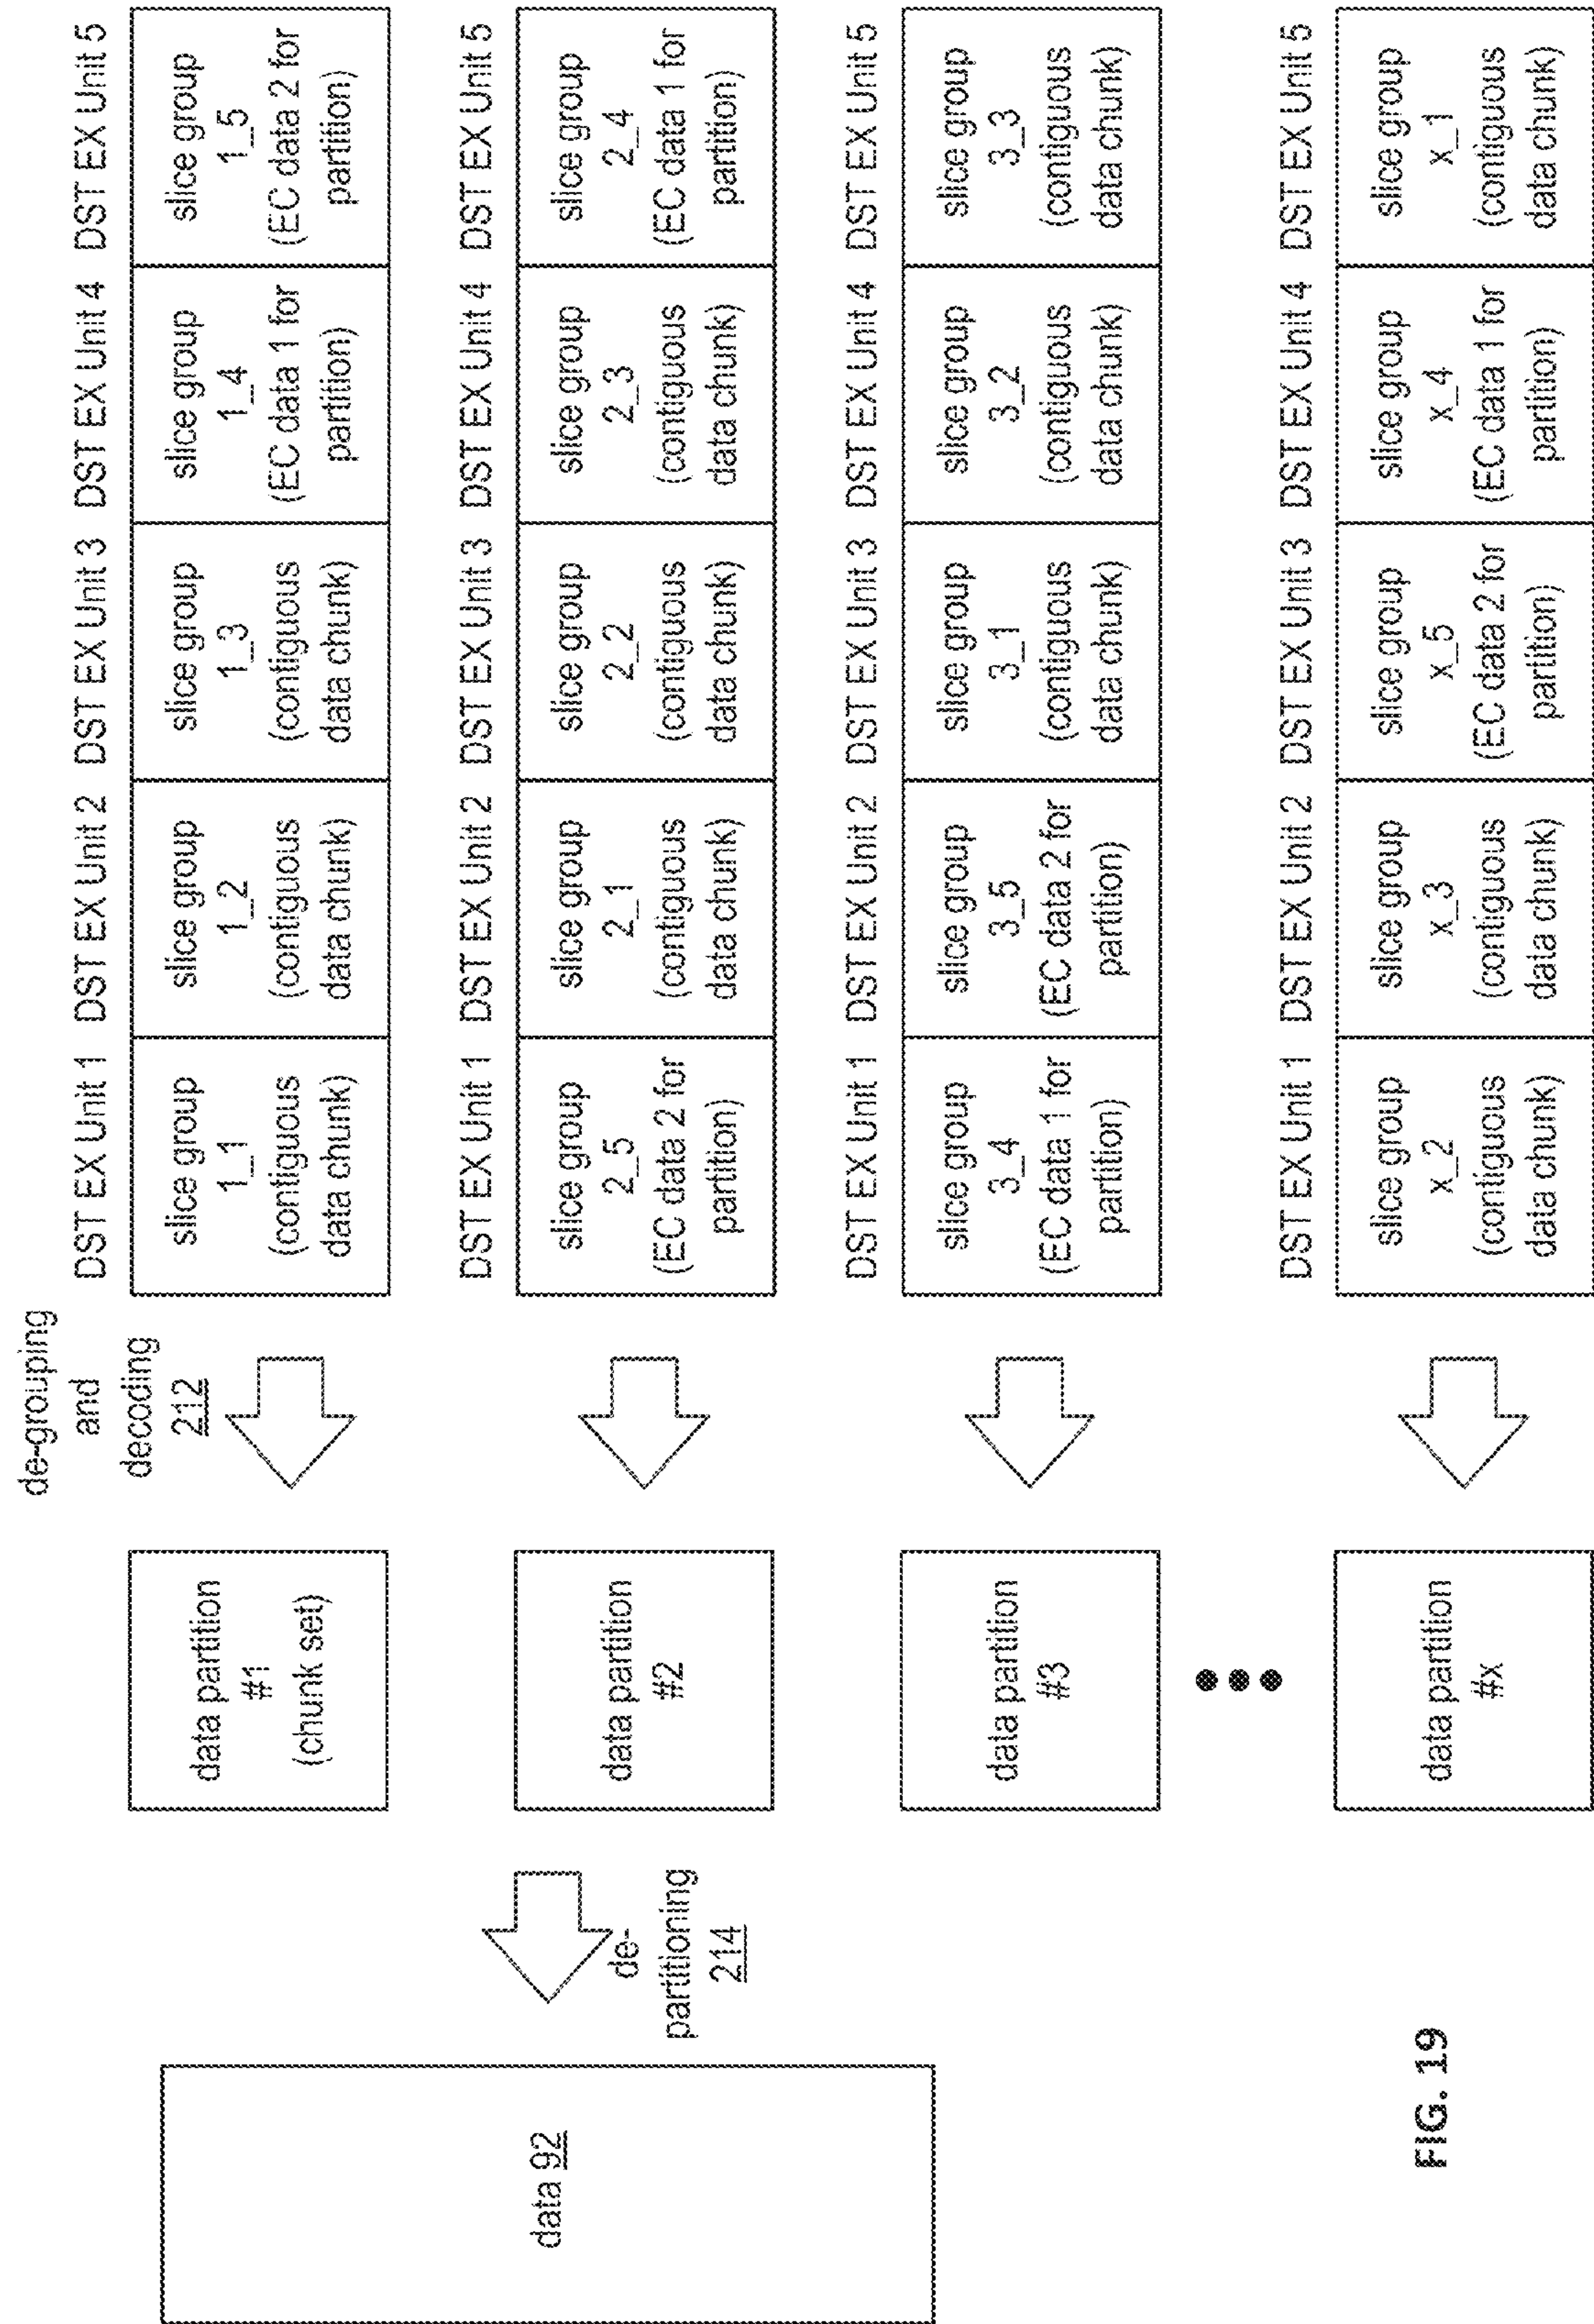 de-grouping
and
decoding
212
DST EX Unit 1 DST EX Unit 2 DST EX Unit 3 DST EX Unit 4 DST EX Unit 5
data 92
de-
partitioning
214
data partition
#1
(chunk set)
slice group
1_1
(contiguous
data chunk)
slice group
1_2
(contiguous
data chunk)
slice group
1_3
(contiguous
data chunk)
slice group
1_4
(EC data 1 for
partition)
slice group
1_5
(EC data 2 for
partition)
DST EX Unit 1 DST EX Unit 2 DST EX Unit 3 DST EX Unit 4 DST EX Unit 5
data partition
#2
slice group
2_5
(EC data 2 for
partition)
slice group
2_1
(contiguous
data chunk)
slice group
2_2
(contiguous
data chunk)
slice group
2_3
(contiguous
data chunk)
slice group
2_4
(EC data 1 for
partition)
DST EX Unit 1 DST EX Unit 2 DST EX Unit 3 DST EX Unit 4 DST EX Unit 5
data partition
#3
slice group
3_4
(EC data 1 for
partition)
slice group
3_5
(EC data 2 for
partition)
slice group
3_1
(contiguous
data chunk)
slice group
3_2
(contiguous
data chunk)
slice group
3_3
(contiguous
data chunk)
DST EX Unit 1 DST EX Unit 2 DST EX Unit 3 DST EX Unit 4 DST EX Unit 5
data partition
#x
slice group
x_2
(contiguous
data chunk)
slice group
x_3
(contiguous
data chunk)
slice group
x_5
(EC data 2 for
partition)
slice group
x_4
(EC data 1 for
partition)
slice group
x_1
(contiguous
data chunk)
FIG. 19